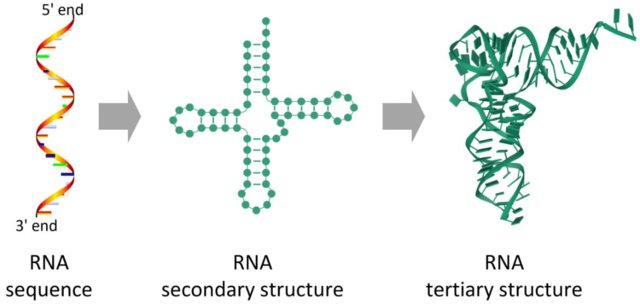 5' end
3' end
RNA
sequence
RNA
secondary structure
RNA
tertiary structure